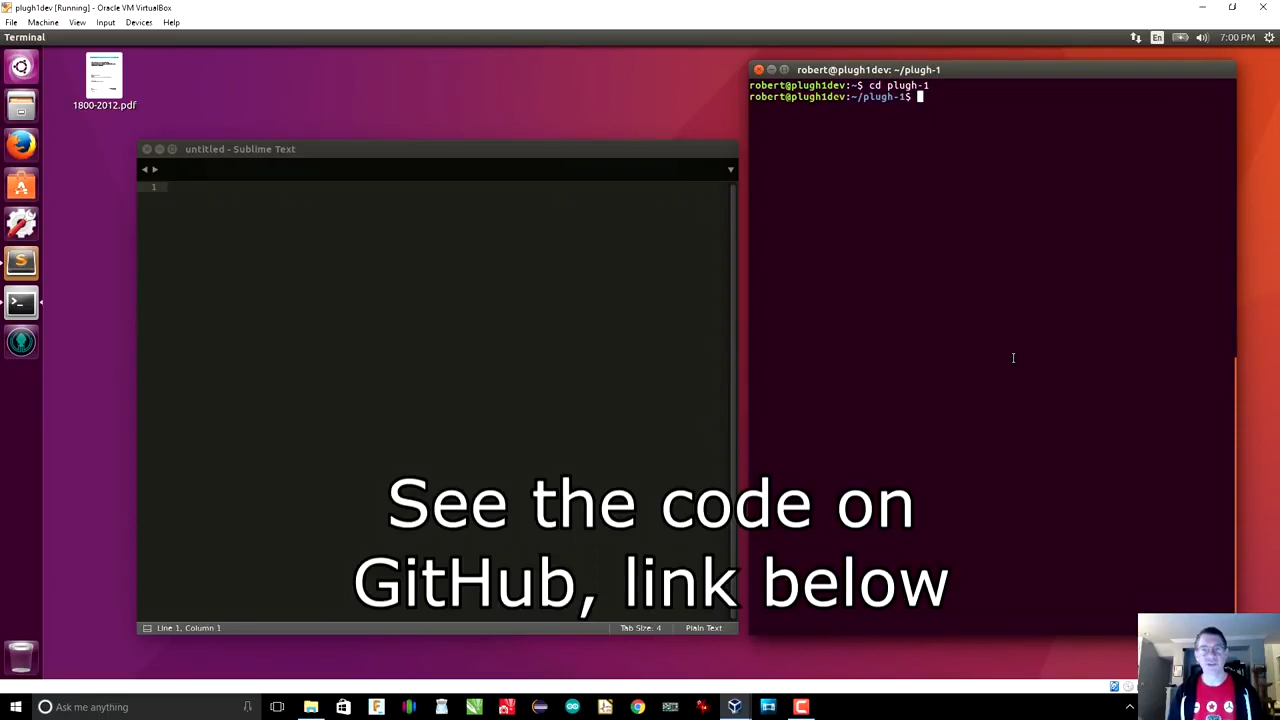 plugh1dev [Running] - Oracle VM VirtualBox
File Machine View Input Devices Help
Terminal
En
7:00 PM
1800-2012.pdf
robert@plugh1dev: ~/plugh-1
robert@plugh1dev:~$ cd plugh-1
robert@plugh1dev:~/plugh-1$
untitled - Sublime Text
1
See the code on
GitHub, link below
Line 1, Column 1
Tab Size: 4
Plain Text
Ask me anything